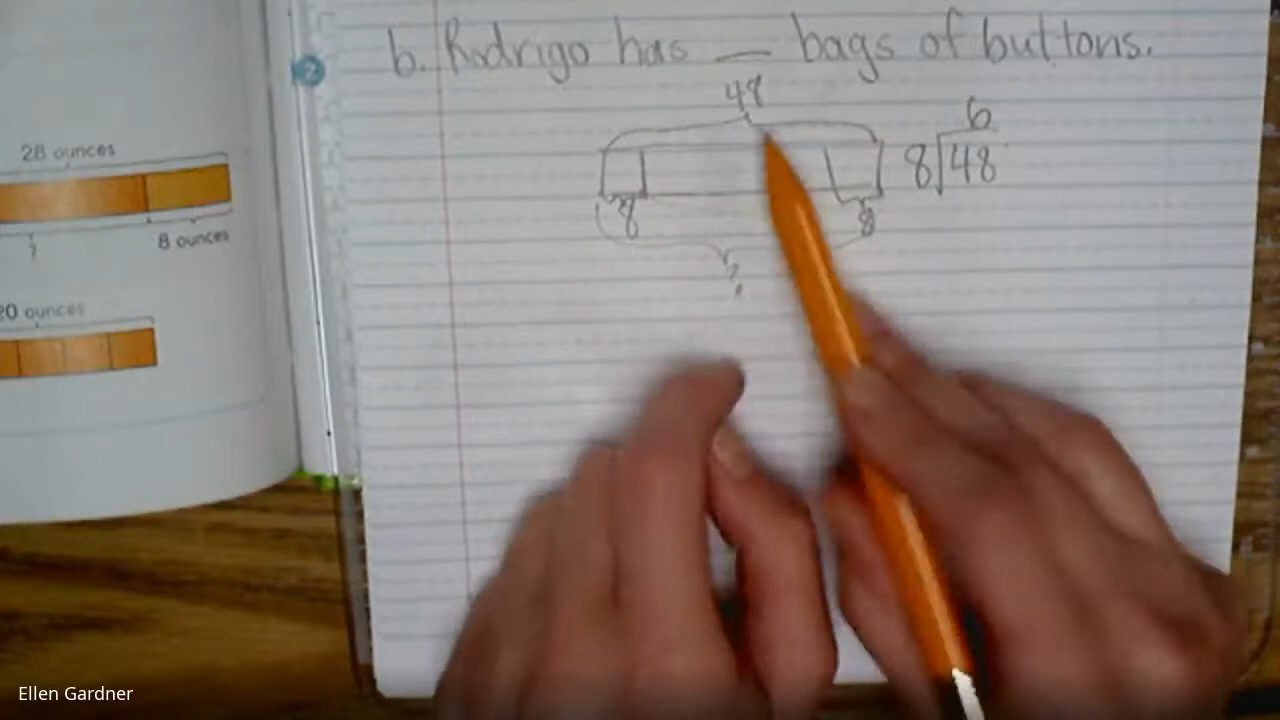 b. Rodrigo has __ bags of buttons.
48
6
8 48
8
8
?
28 ounces
?
8 ounces
20 ounces
Ellen Gardner